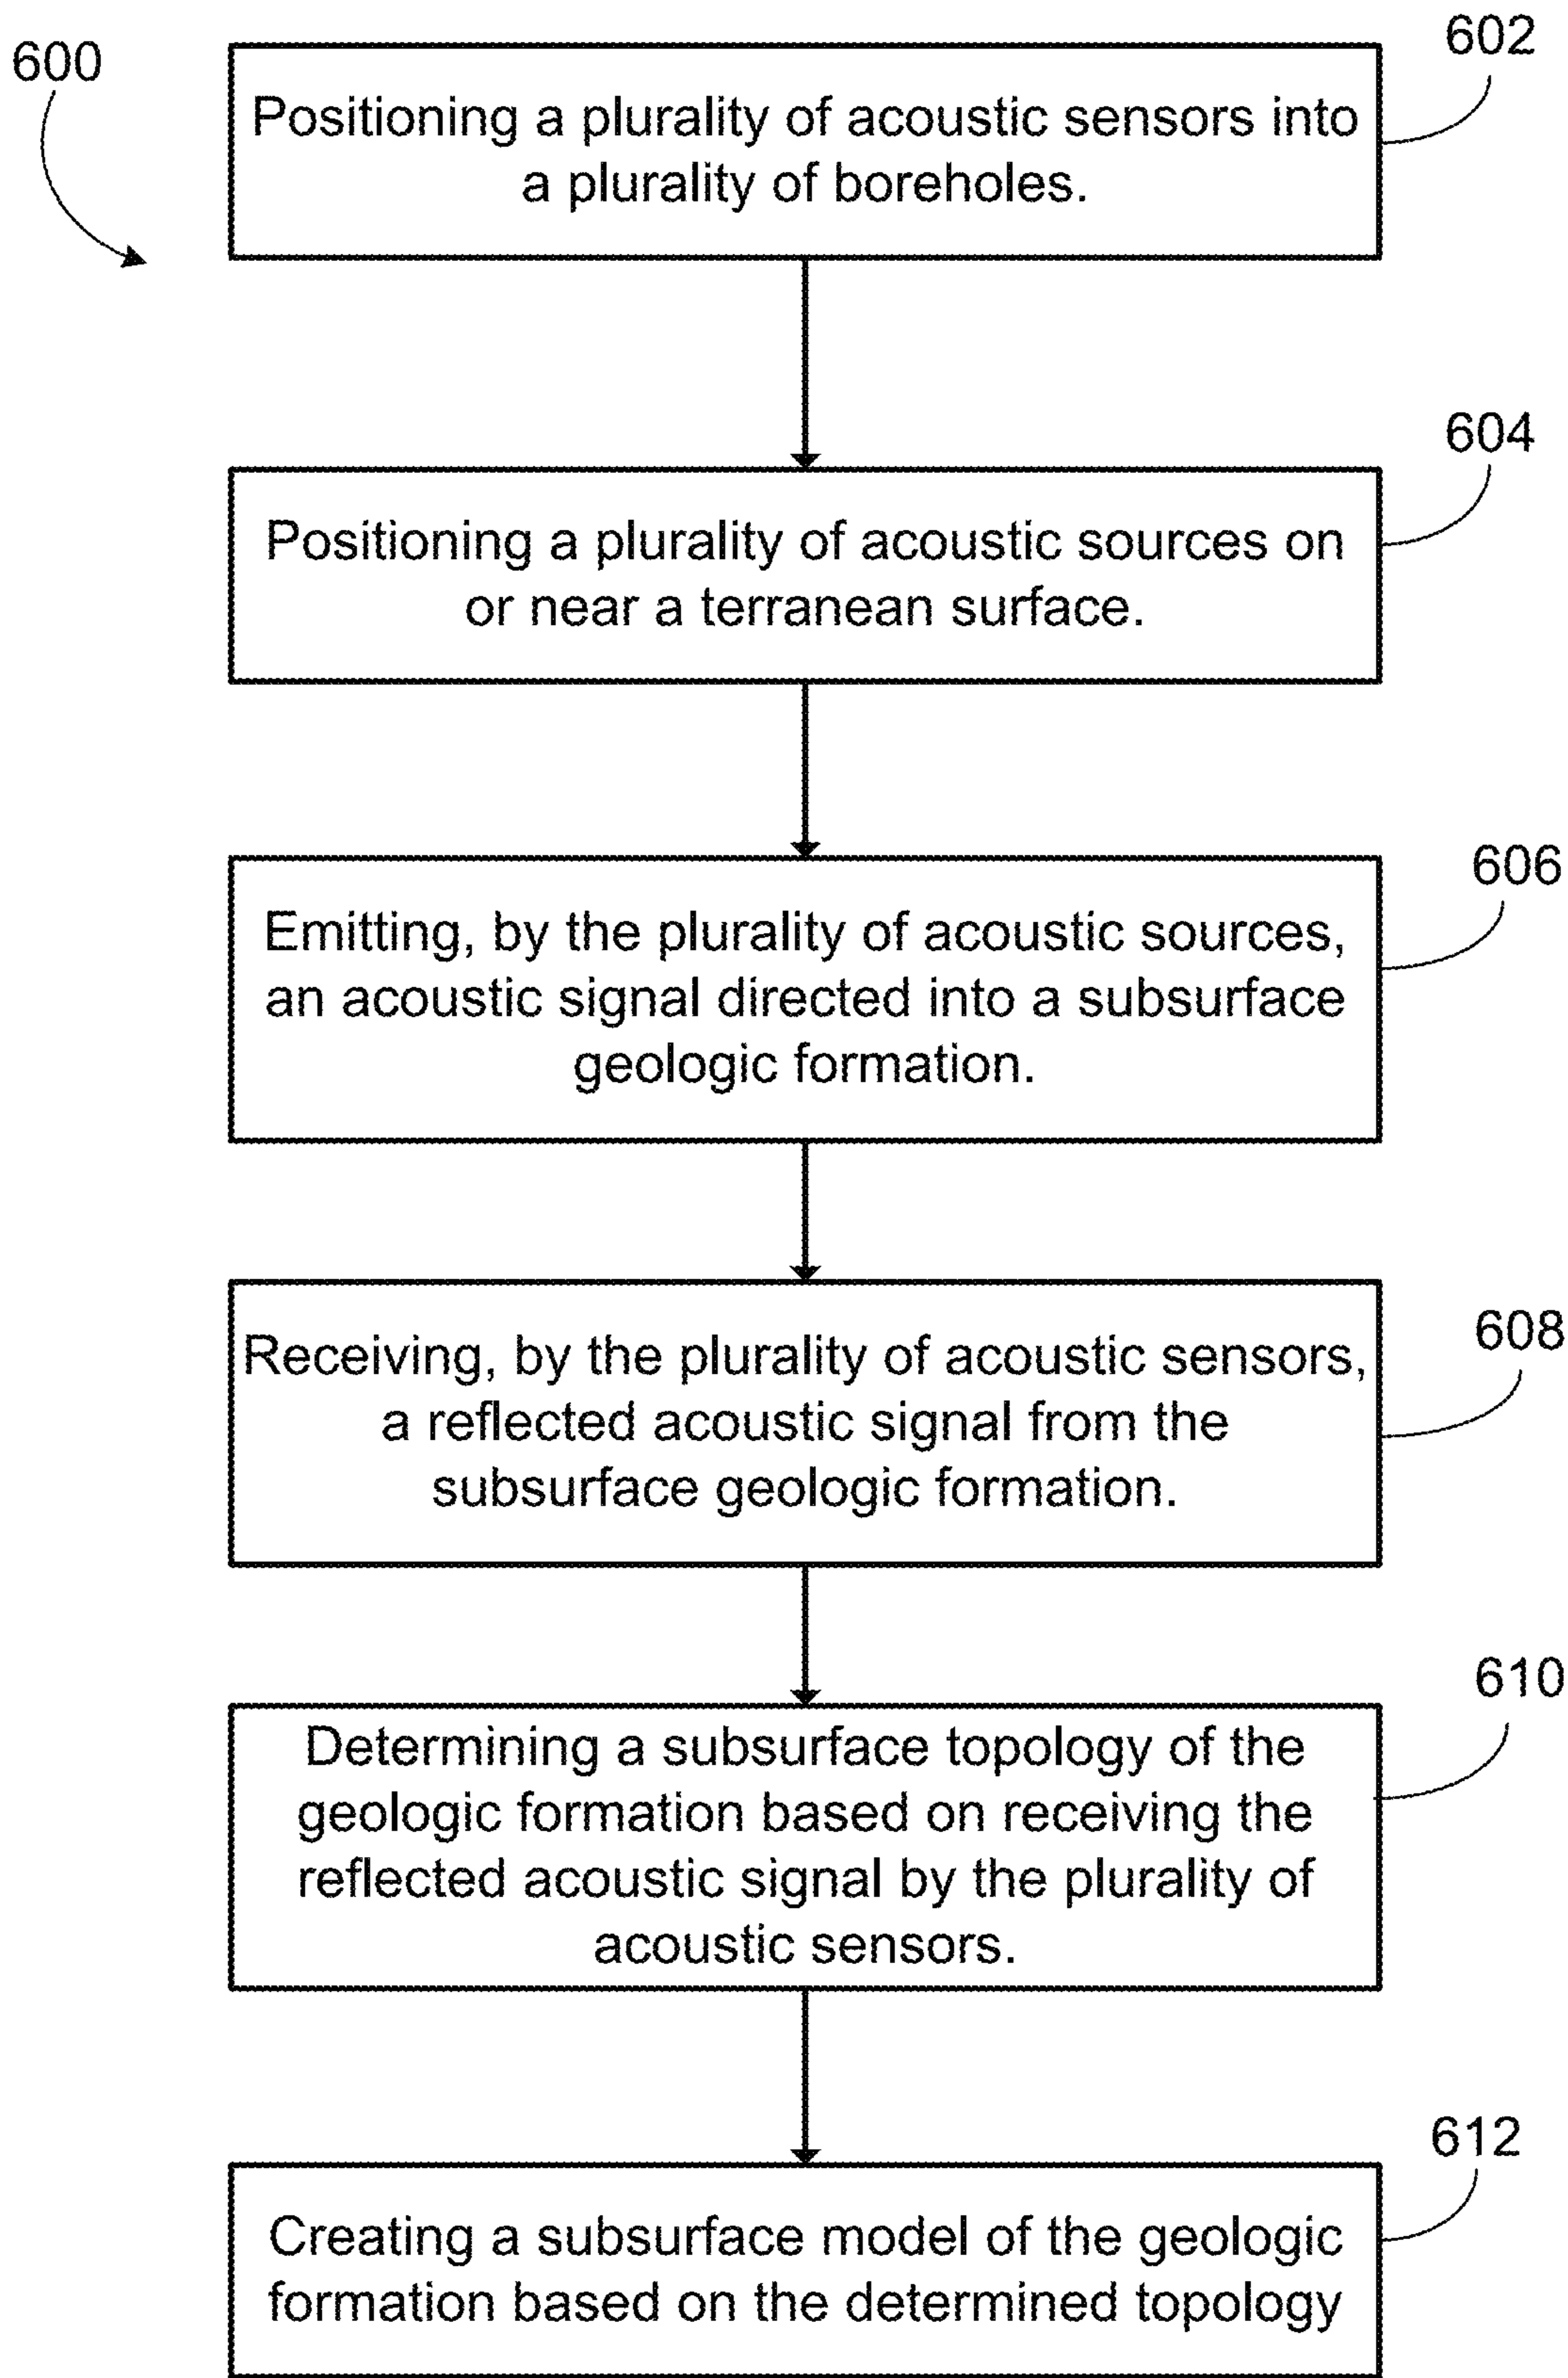 600
602
Positioning a plurality of acoustic sensors into
a plurality of boreholes.
604
Positioning a plurality of acoustic sources on
or near a terranean surface.
606
Emitting, by the plurality of acoustic sources,
an acoustic signal directed into a subsurface
geologic formation.
608
Receiving, by the plurality of acoustic sensors,
a reflected acoustic signal from the
subsurface geologic formation.
610
Determining a subsurface topology of the
geologic formation based on receiving the
reflected acoustic signal by the plurality of
acoustic sensors.
612
Creating a subsurface model of the geologic
formation based on the determined topology